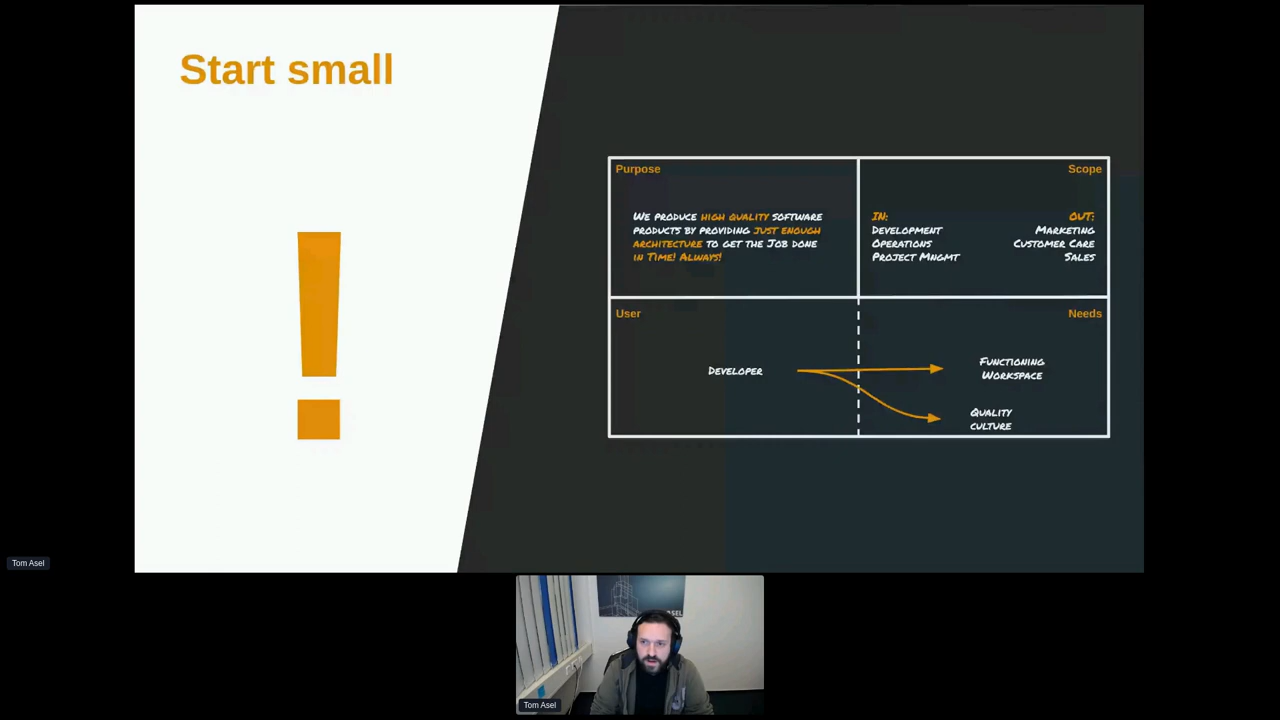 Start small
Purpose
Scope
We produce high quality software
products by providing just enough
architecture to get the Job done
in Time! Always!
IN:
Development
Operations
Project Mngmt
OUT:
Marketing
Customer Care
Sales
User
Needs
Developer
Functioning
Workspace
Quality
culture
Tom Asel
ASEL
Tom Asel